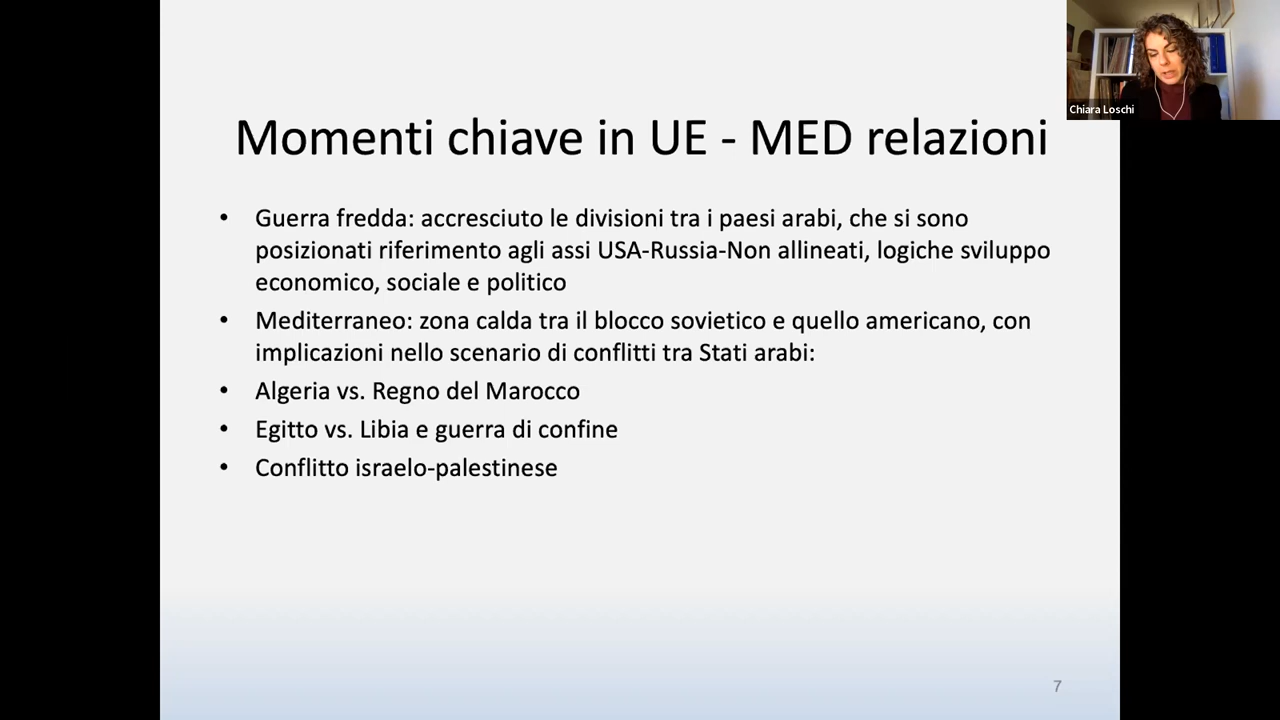 Momenti chiave in UE - MED relazioni
• Guerra fredda: accresciuto le divisioni tra i paesi arabi, che si sono
posizionati riferimento agli assi USA-Russia-Non allineati, logiche sviluppo
economico, sociale e politico
• Mediterraneo: zona calda tra il blocco sovietico e quello americano, con
implicazioni nello scenario di conflitti tra Stati arabi:
• Algeria vs. Regno del Marocco
• Egitto vs. Libia e guerra di confine
• Conflitto israelo-palestinese
7
Chiara Loschi